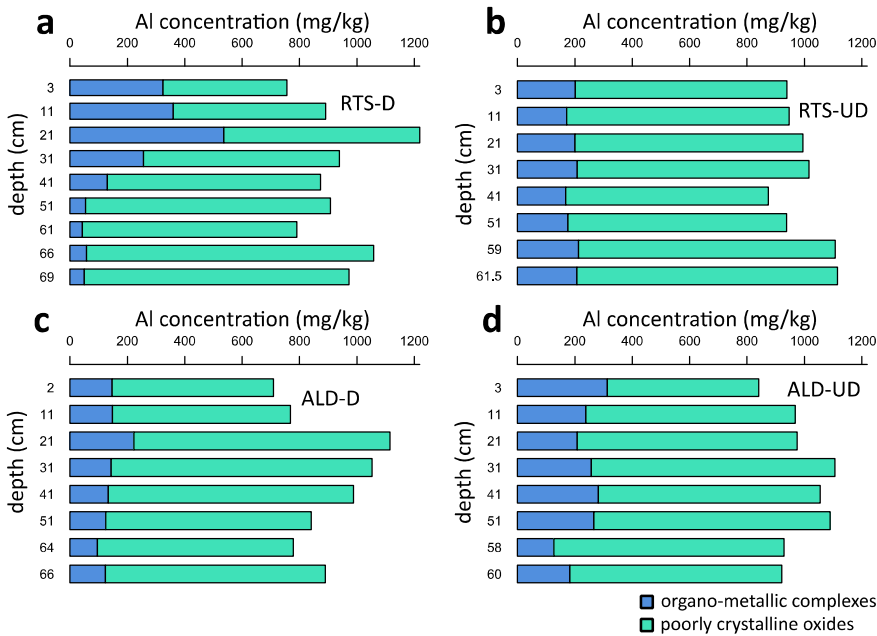 a
Al concentration (mg/kg)
0 200 400 600 800 1000 1200
depth (cm)
RTS-D
3
11
21
31
41
51
61
66
69
b
Al concentration (mg/kg)
0 200 400 600 800 1000 1200
depth (cm)
RTS-UD
3
11
21
31
41
51
59
61.5
c
Al concentration (mg/kg)
0 200 400 600 800 1000 1200
depth (cm)
ALD-D
2
11
21
31
41
51
64
66
d
Al concentration (mg/kg)
0 200 400 600 800 1000 1200
depth (cm)
ALD-UD
3
11
21
31
41
51
58
60
organo-metallic complexes
poorly crystalline oxides